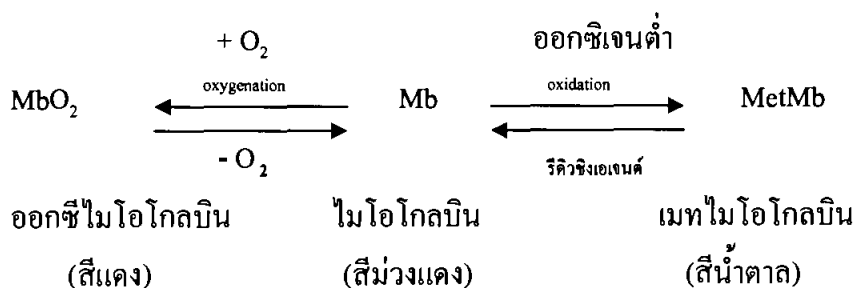 + O2 ออกซิเจนต่ำ
oxygenation oxidation
MbO2 Mb MetMb
- O2 รีดิวซิงเอเจนต์
ออกซีไมโอโกลบิน ไมโอโกลบิน เมทไมโอโกลบิน
(สีแดง) (สีม่วงแดง) (สีน้ำตาล)